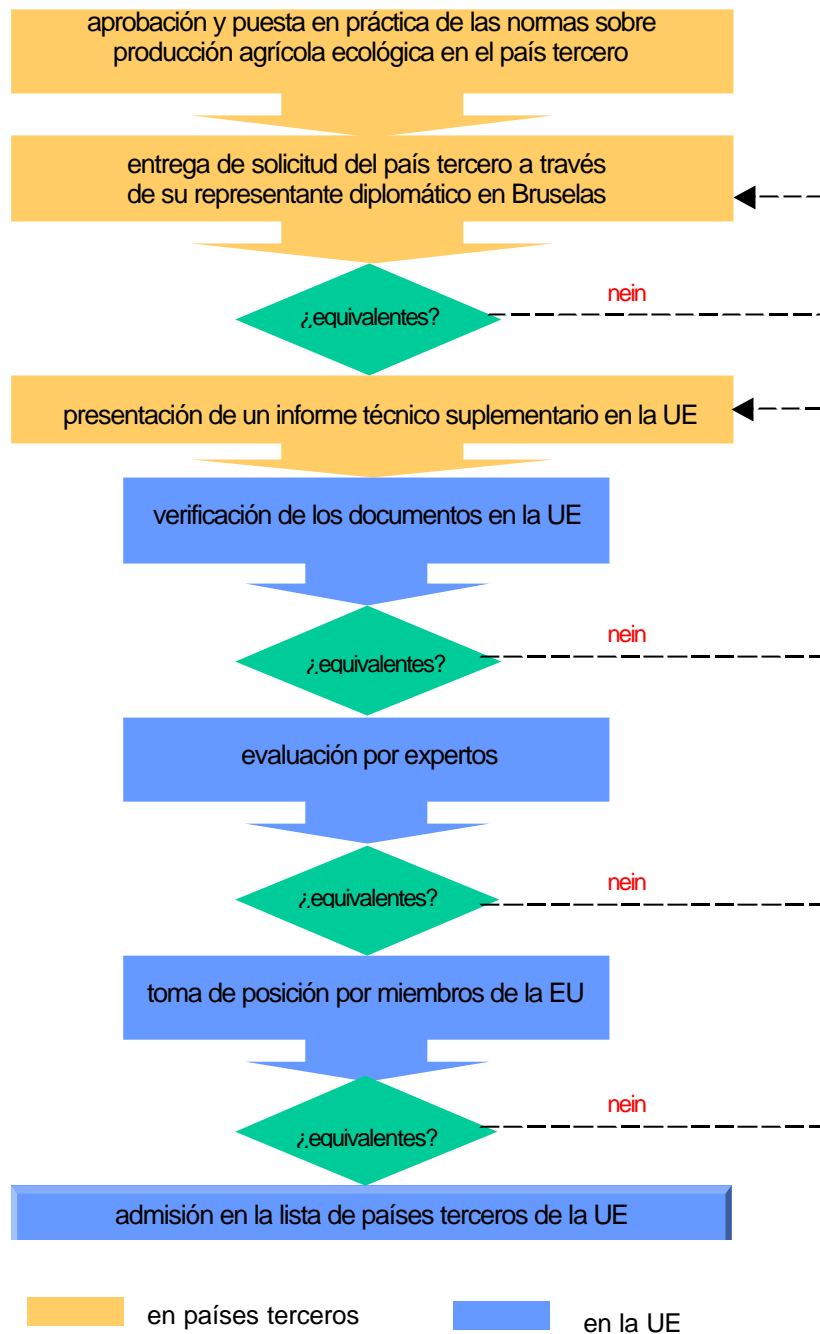 aprobación y puesta en práctica de las normas sobre
producción agrícola ecológica en el país tercero
entrega de solicitud del país tercero a través
de su representante diplomático en Bruselas
¿equivalentes?
nein
presentación de un informe técnico suplementario en la UE
verificación de los documentos en la UE
¿equivalentes?
nein
evaluación por expertos
¿equivalentes?
nein
toma de posición por miembros de la EU
¿equivalentes?
nein
admisión en la lista de países terceros de la UE
en países terceros
en la UE